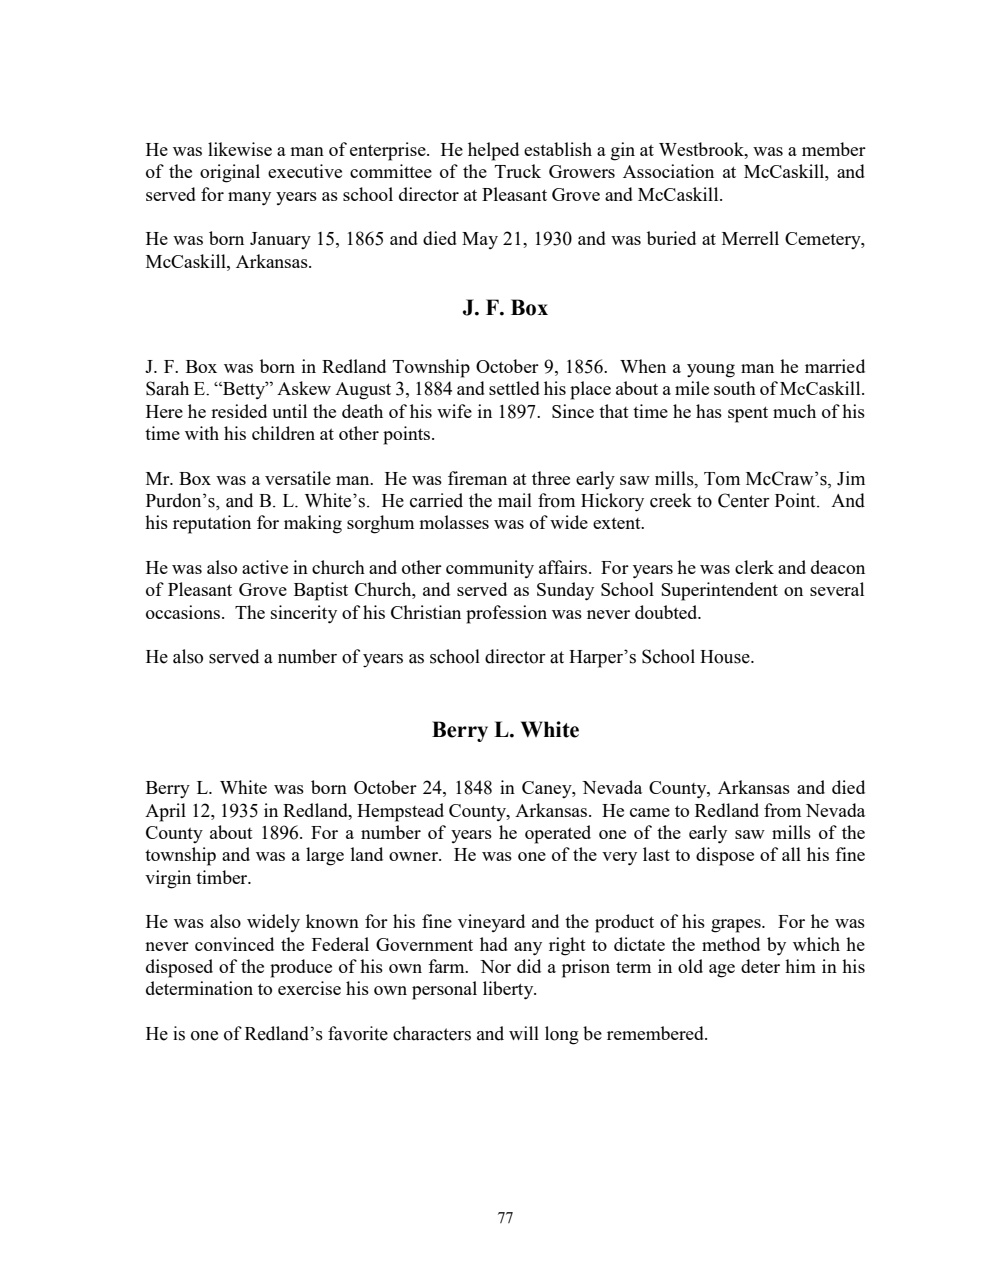 He was likewise a man of enterprise.  He helped establish a gin at Westbrook, was a member
of the original executive committee of the Truck Growers Association at McCaskill, and
served for many years as school director at Pleasant Grove and McCaskill.
He was born January 15, 1865 and died May 21, 1930 and was buried at Merrell Cemetery,
McCaskill, Arkansas.
J. F. Box
J. F. Box was born in Redland Township October 9, 1856.  When a young man he married
Sarah E. “Betty” Askew August 3, 1884 and settled his place about a mile south of McCaskill.
Here he resided until the death of his wife in 1897.  Since that time he has spent much of his
time with his children at other points.
Mr. Box was a versatile man.  He was fireman at three early saw mills, Tom McCraw’s, Jim
Purdon’s, and B. L. White’s.  He carried the mail from Hickory creek to Center Point.  And
his reputation for making sorghum molasses was of wide extent.
He was also active in church and other community affairs.  For years he was clerk and deacon
of Pleasant Grove Baptist Church, and served as Sunday School Superintendent on several
occasions.  The sincerity of his Christian profession was never doubted.
He also served a number of years as school director at Harper’s School House.
Berry L. White
Berry L. White was born October 24, 1848 in Caney, Nevada County, Arkansas and died
April 12, 1935 in Redland, Hempstead County, Arkansas.  He came to Redland from Nevada
County about 1896. For a number of years he operated one of the early saw mills of the
township and was a large land owner.  He was one of the very last to dispose of all his fine
virgin timber.
He was also widely known for his fine vineyard and the product of his grapes.  For he was
never convinced the Federal Government had any right to dictate the method by which he
disposed of the produce of his own farm.  Nor did a prison term in old age deter him in his
determination to exercise his own personal liberty.
He is one of Redland’s favorite characters and will long be remembered.
77